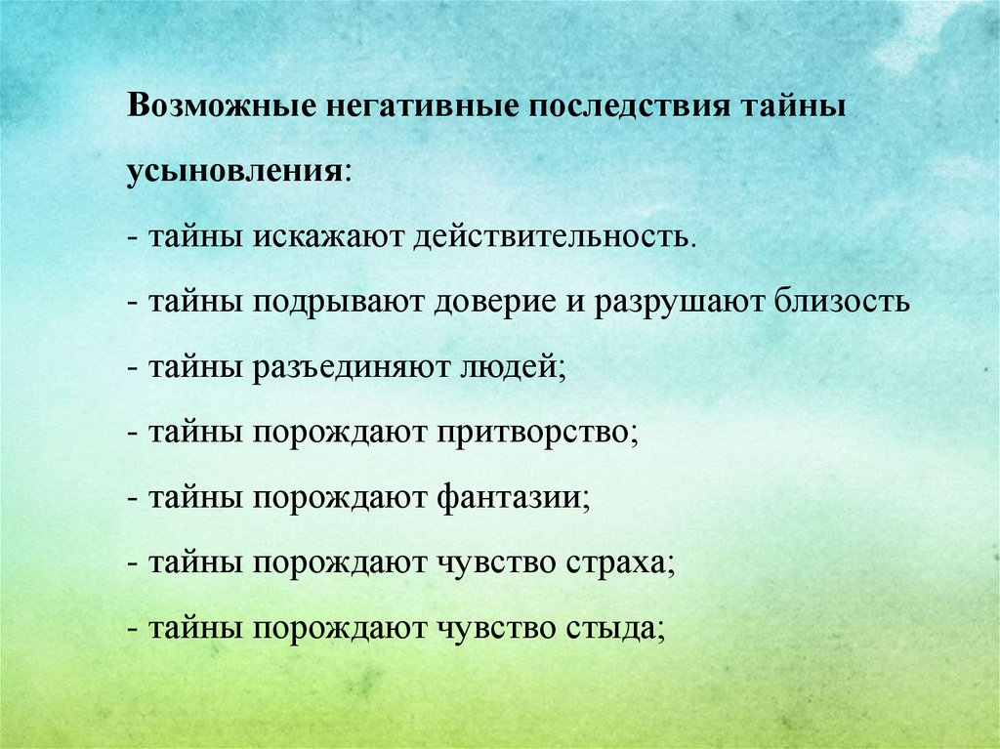 Возможные негативные последствия тайны
усыновления:
- тайны искажают действительность.
- тайны подрывают доверие и разрушают близость
- тайны разъединяют людей;
- тайны порождают притворство;
- тайны порождают фантазии;
- тайны порождают чувство страха;
- тайны порождают чувство стыда;